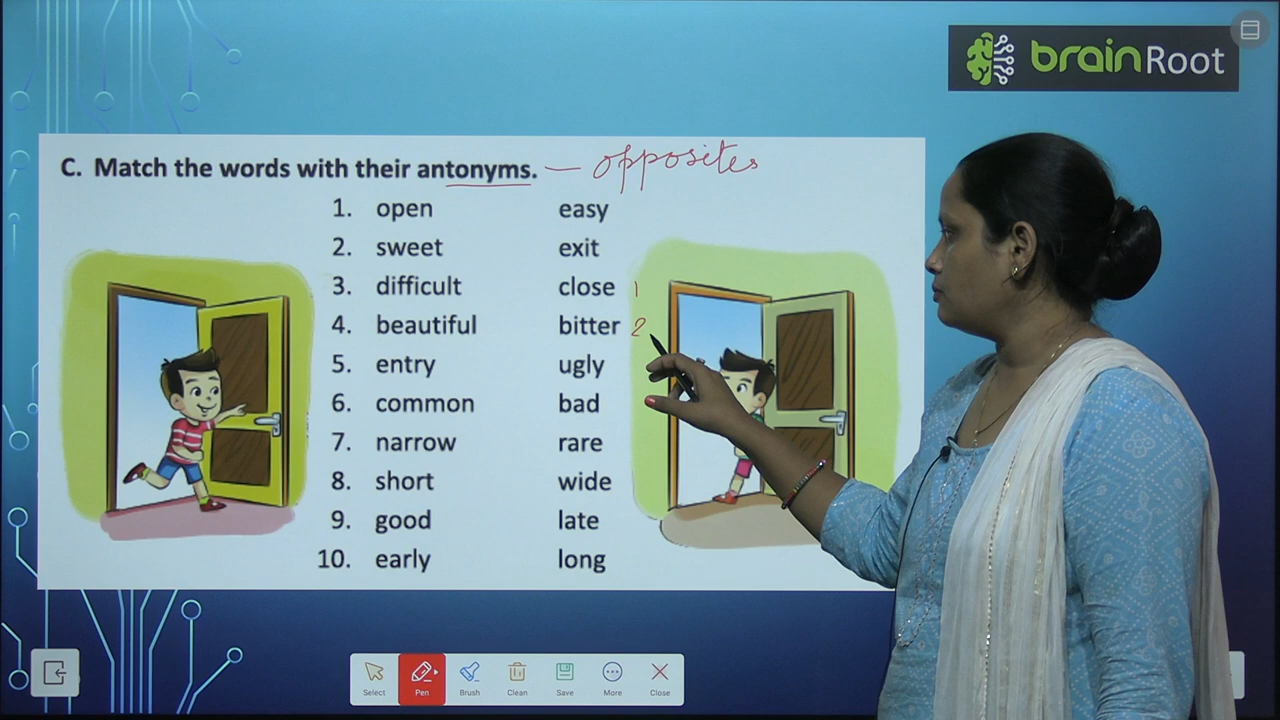 brainRoot
C. Match the words with their antonyms. — opposites
1. open easy
2. sweet exit
3. difficult close 1
4. beautiful bitter 2
5. entry ugly
6. common bad
7. narrow rare
8. short wide
9. good late
10. early long
Select Pen Brush Clean Save More Close